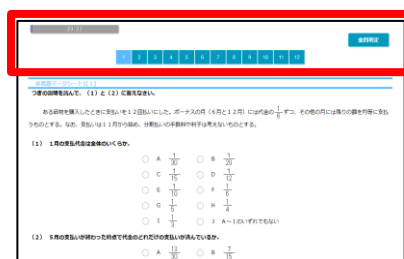 全問判定
1 2 3 4 5 6 7 8 9 10 11 12
つぎの説明を読んで、（1）と（2）に答えなさい。
ある品物を購入したときに支払いを12回払いにした。ボーナスの月（6月と12月）には代金の 1/6 ずつ、その他の月には残りの額を均等に支払
うものとする。なお、支払いは11月から始め、分割払いの手数料や利子は考えないものとする。
（1） 1月の支払代金は全体のいくらか。
A 1/30 B 1/20
C 1/15 D 1/12
E 1/10 F 1/6
G 1/5 H 1/4
I 1/3 J A～Iのいずれでもない
（2） 5月の支払いが終わった時点で代金のどれだけの支払いが済んでいるか。
A 13/30 B 7/15